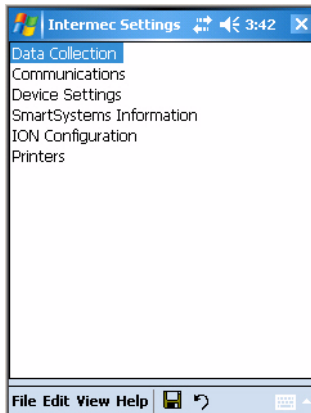 Intermec Settings 3:42
Data Collection
Communications
Device Settings
SmartSystems Information
ION Configuration
Printers
File Edit View Help